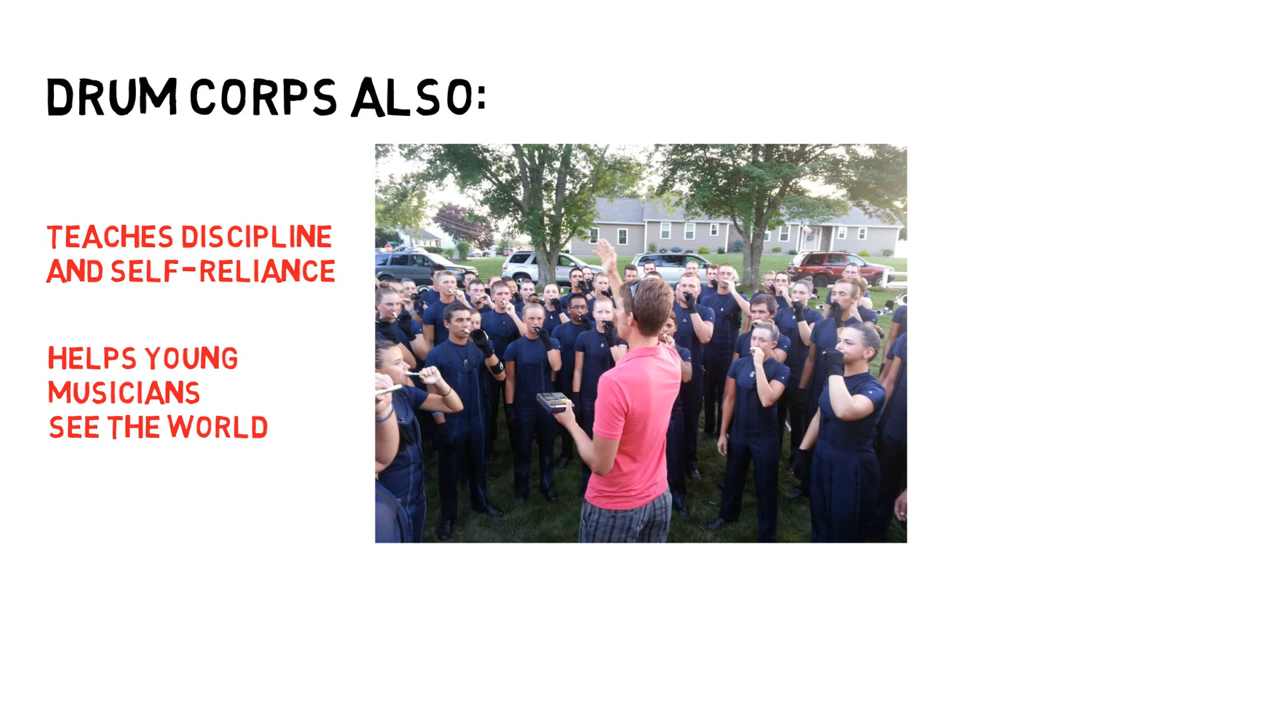 DRUM CORPS ALSO:
TEACHES DISCIPLINE
AND SELF-RELIANCE
HELPS YOUNG
MUSICIANS
SEE THE WORLD